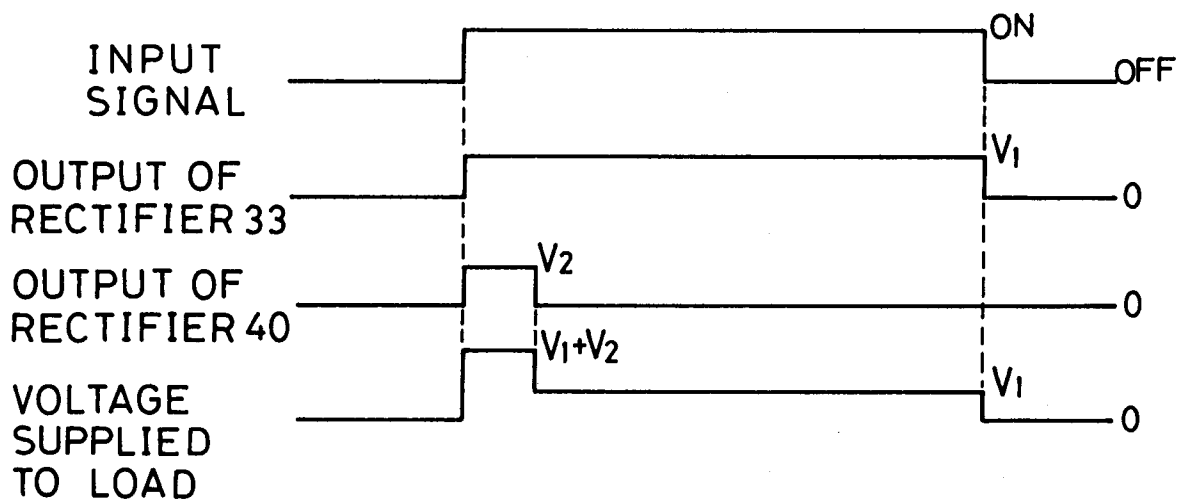 INPUT
SIGNAL
ON
OFF
OUTPUT OF
RECTIFIER 33
V1
0
OUTPUT OF
RECTIFIER 40
V2
0
VOLTAGE
SUPPLIED
TO LOAD
V1+V2
V1
0